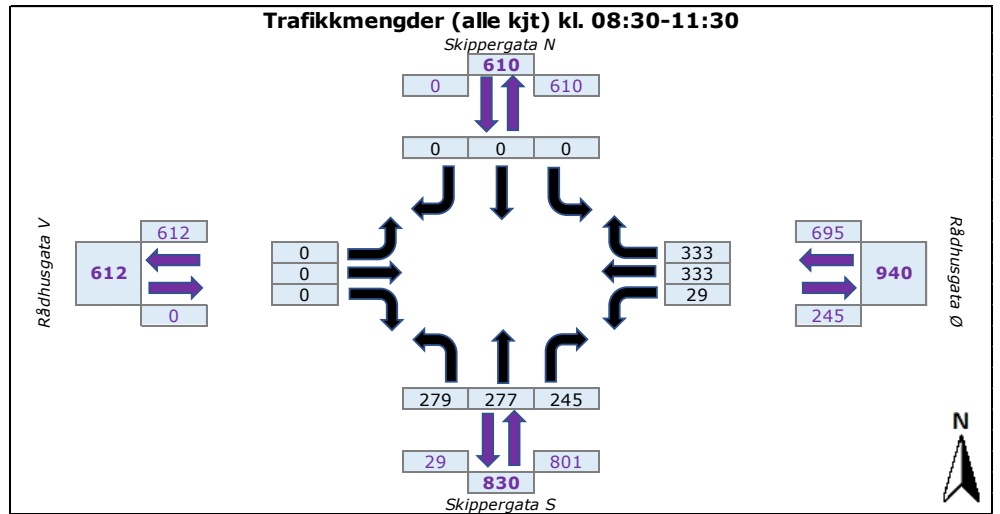 Trafikkmengder (alle kjt) kl. 08:30-11:30
Skippergata N
610
0 610
0 0 0
Rådhusgata V
612
612
0
0
0
0
333
333
29
695
940
245
Rådhusgata Ø
279 277 245
29 801
830
Skippergata S
N